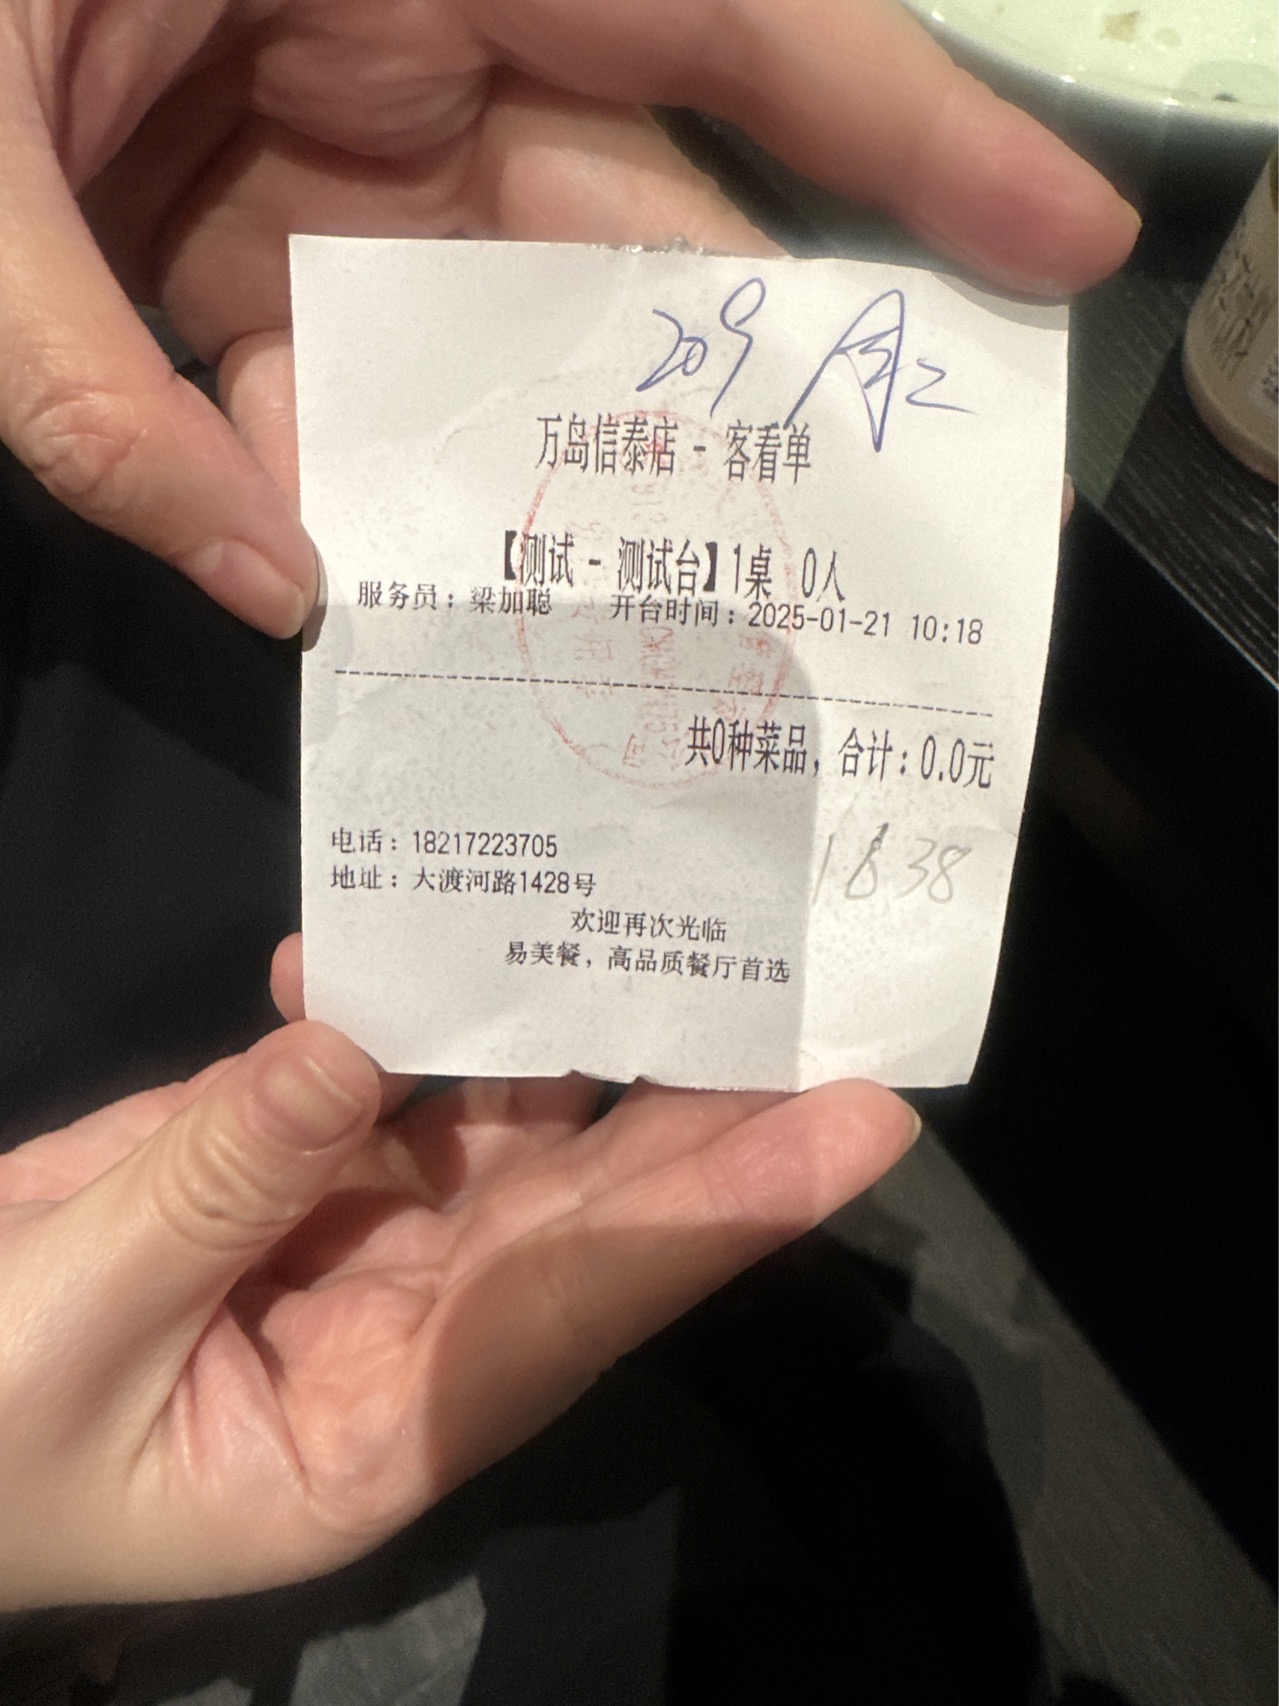 209
万岛信泰店 - 客看单
【测试 - 测试台】1桌 0人
服务员：梁加聪 开台时间：2025-01-21 10:18
共0种菜品，合计：0.0元
1638
电话：18217223705
地址：大渡河路1428号
欢迎再次光临
易美餐，高品质餐厅首选